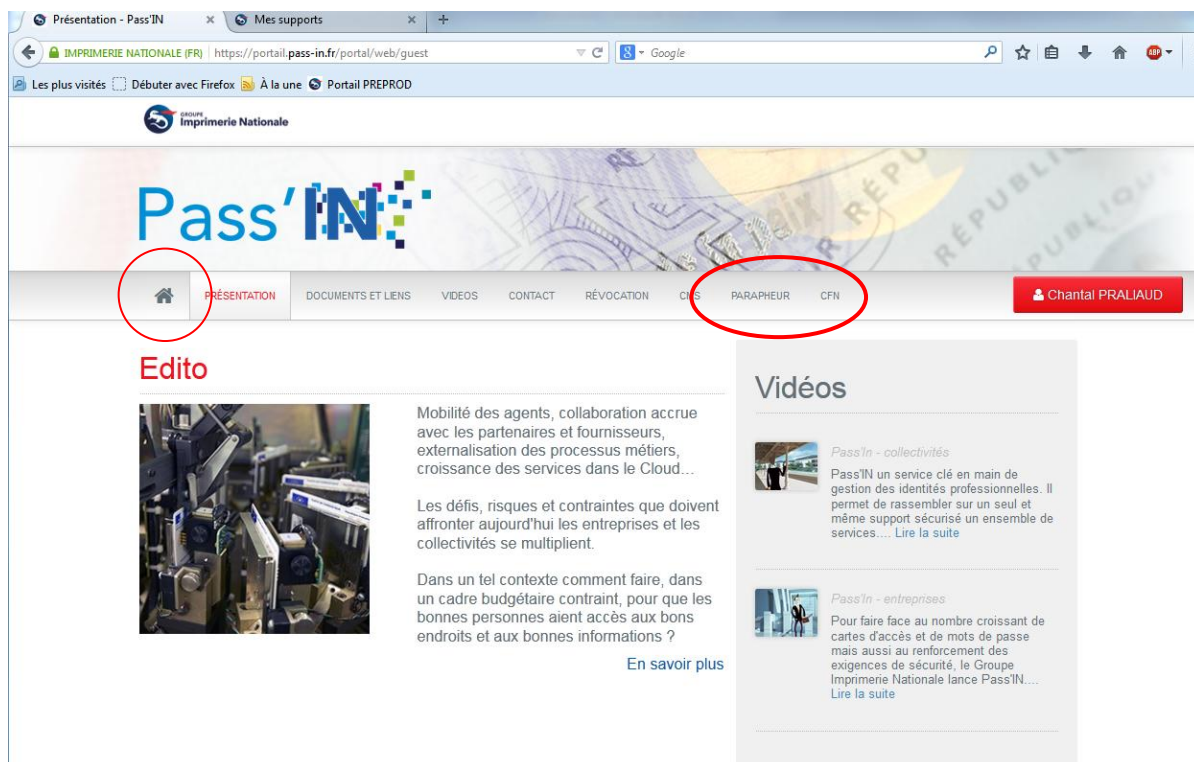 Présentation - Pass'IN
Mes supports
IMPRIMERIE NATIONALE (FR) https://portail.pass-in.fr/portal/web/guest
Google
ABP
Les plus visités Débuter avec Firefox À la une Portail PREPROD
GROUPE
Imprimerie Nationale
Pass'IN
RÉPUBLIQUE
PRÉSENTATION DOCUMENTS ET LIENS VIDEOS CONTACT RÉVOCATION CMS PARAPHEUR CFN
Chantal PRALIAUD
Edito
Mobilité des agents, collaboration accrue
avec les partenaires et fournisseurs,
externalisation des processus métiers,
croissance des services dans le Cloud…
Les défis, risques et contraintes que doivent
affronter aujourd'hui les entreprises et les
collectivités se multiplient.
Dans un tel contexte comment faire, dans
un cadre budgétaire contraint, pour que les
bonnes personnes aient accès aux bons
endroits et aux bonnes informations ?
En savoir plus
Vidéos
Pass'In - collectivités
Pass'IN un service clé en main de
gestion des identités professionnelles. Il
permet de rassembler sur un seul et
même support sécurisé un ensemble de
services.... Lire la suite
Pass'In - entreprises
Pour faire face au nombre croissant de
cartes d'accès et de mots de passe
mais aussi au renforcement des
exigences de sécurité, le Groupe
Imprimerie Nationale lance Pass'IN....
Lire la suite